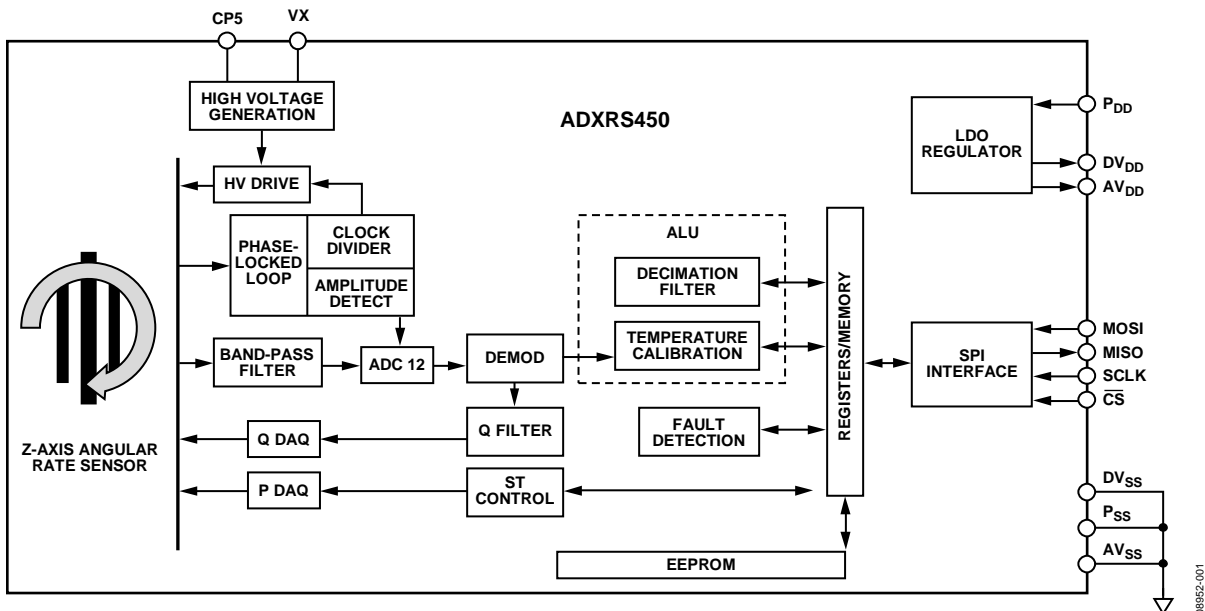 CP5
VX
HIGH VOLTAGE
GENERATION
ADXRS450
LDO
REGULATOR
PDD
DVDD
AVDD
HV DRIVE
PHASE-
LOCKED
LOOP
CLOCK
DIVIDER
AMPLITUDE
DETECT
ALU
DECIMATION
FILTER
TEMPERATURE
CALIBRATION
REGISTERS/MEMORY
BAND-PASS
FILTER
ADC 12
DEMOD
SPI
INTERFACE
MOSI
MISO
SCLK
CS
Q DAQ
Q FILTER
FAULT
DETECTION
Z-AXIS ANGULAR
RATE SENSOR
P DAQ
ST
CONTROL
EEPROM
DVSS
PSS
AVSS
08952-001